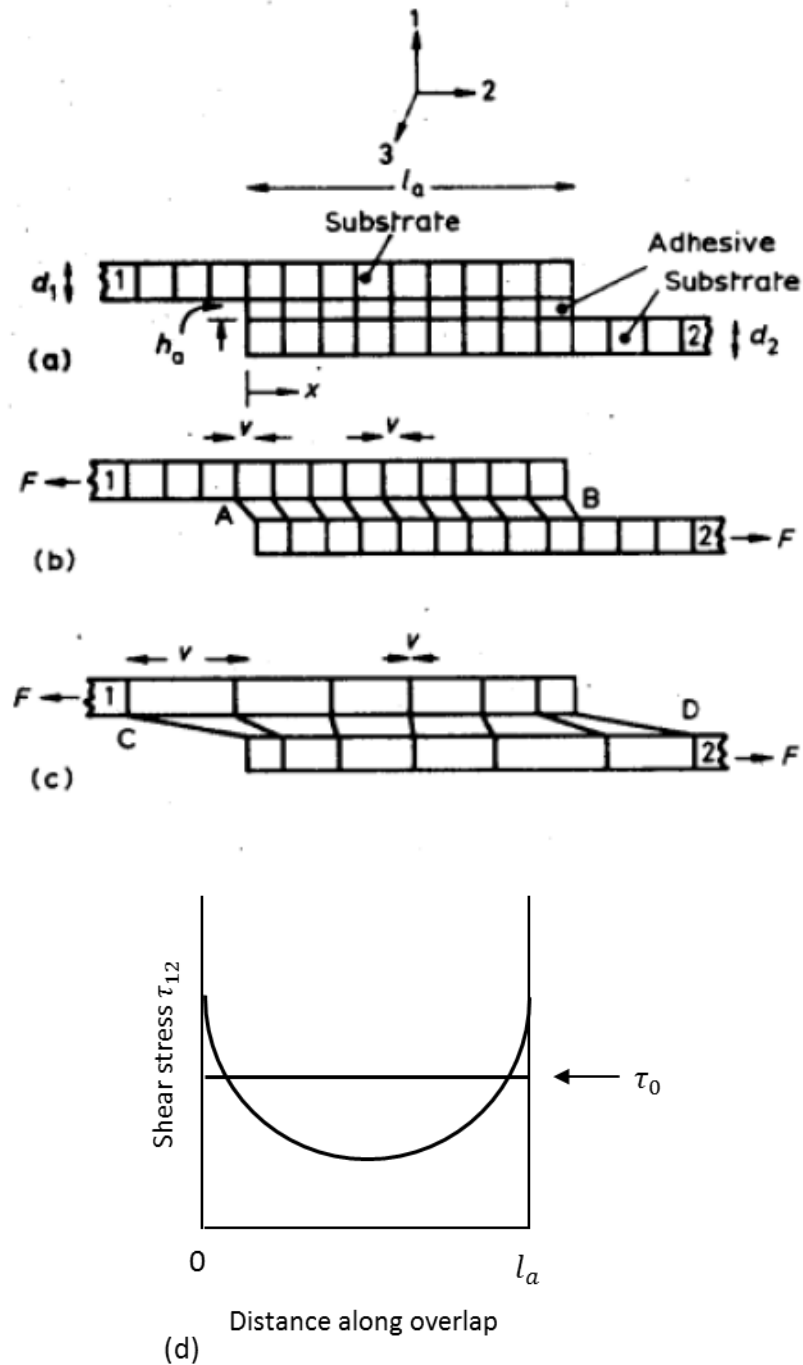 1
2
3
l_a
Substrate
Adhesive
d_1 1 Substrate
h_a 2 d_2
(a)
x
v v
F 1
A B
2 F
(b)
v v
F 1
C D
2 F
(c)
Shear stress τ_12
τ_0
0 l_a
Distance along overlap
(d)